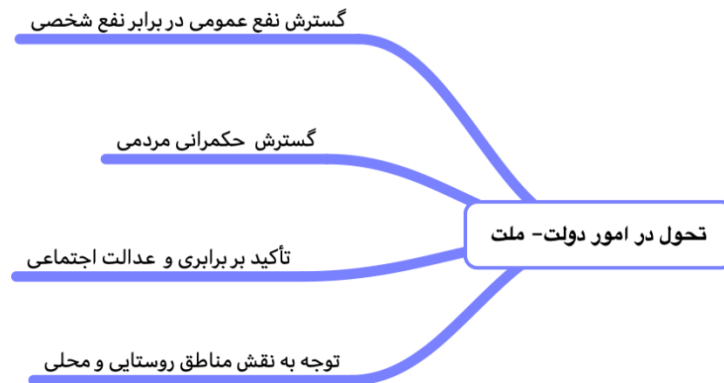 گسترش نفع عمومی در برابر نفع شخصی
گسترش حکمرانی مردمی
تحول در امور دولت- ملت
تأکید بر برابری و عدالت اجتماعی
توجه به نقش مناطق روستایی و محلی